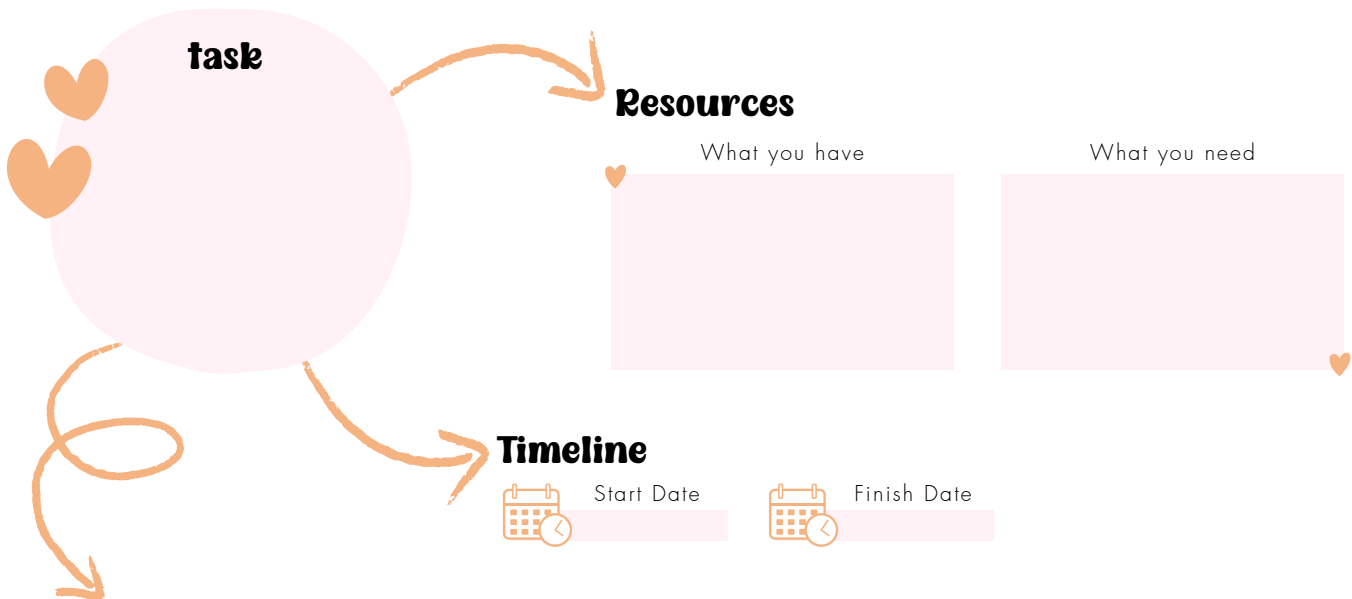 task
Resources
What you have
What you need
Timeline
Start Date
Finish Date